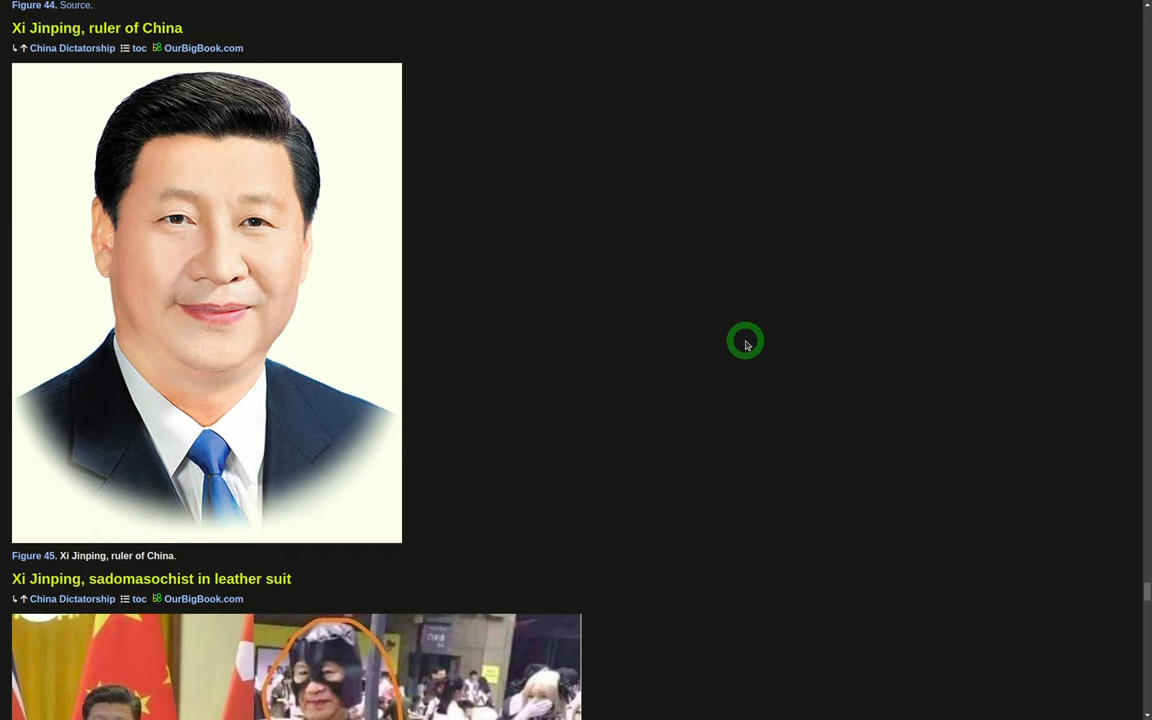 Figure 44. Source.
Xi Jinping, ruler of China
China Dictatorship toc OurBigBook.com
Figure 45. Xi Jinping, ruler of China.
Xi Jinping, sadomasochist in leather suit
China Dictatorship toc OurBigBook.com